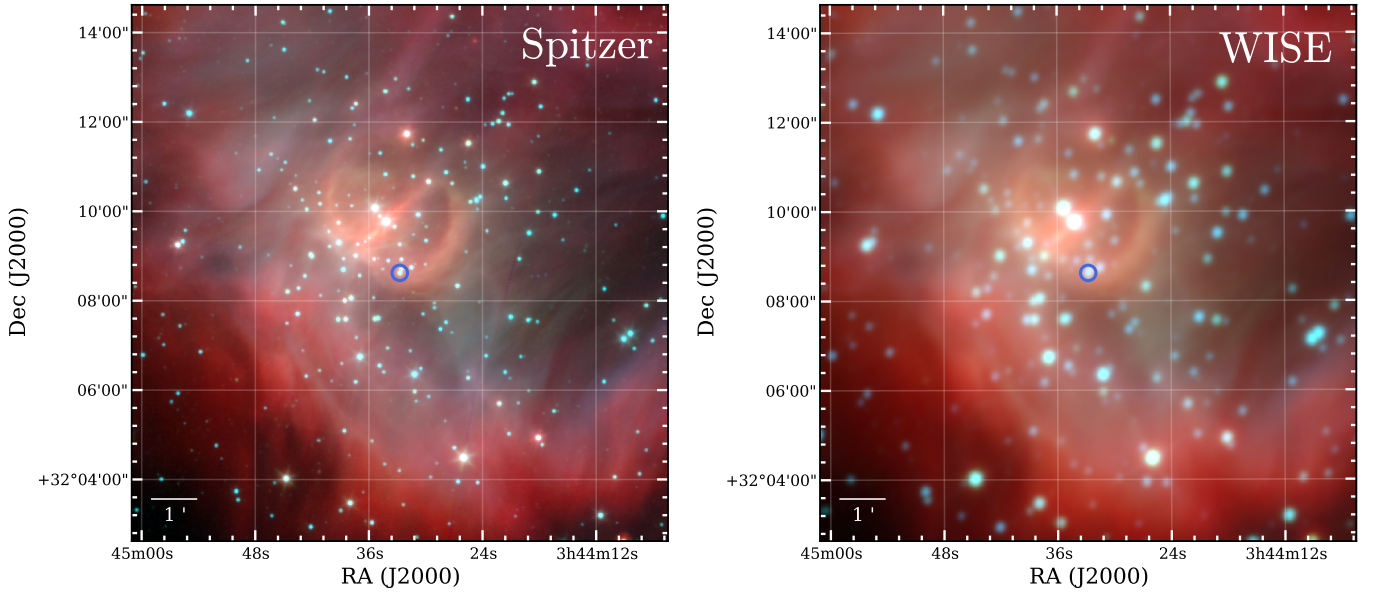 Spitzer
14'00"
12'00"
10'00"
08'00"
06'00"
+32°04'00"
Dec (J2000)
1 '
45m00s 48s 36s 24s 3h44m12s
RA (J2000)
WISE
14'00"
12'00"
10'00"
08'00"
06'00"
+32°04'00"
Dec (J2000)
1 '
45m00s 48s 36s 24s 3h44m12s
RA (J2000)